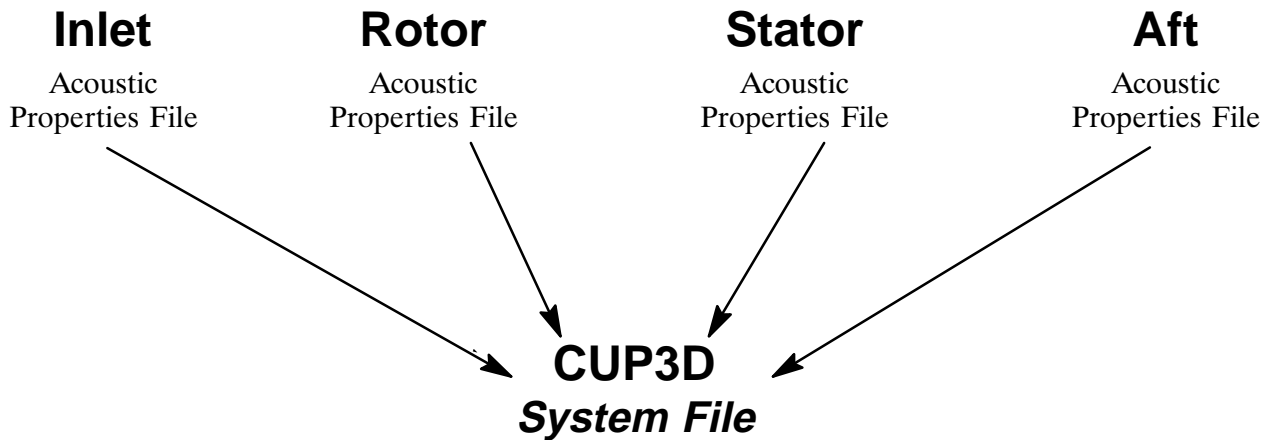 Inlet
Rotor
Stator
Aft
Acoustic
Properties File
Acoustic
Properties File
Acoustic
Properties File
Acoustic
Properties File
CUP3D
System File